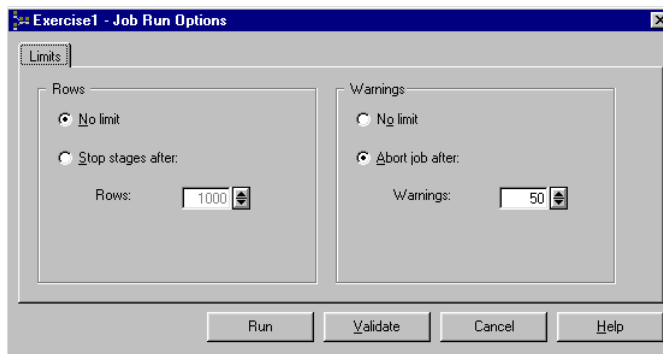 Exercise1 - Job Run Options
Limits
Rows
No limit
Stop stages after:
Rows: 1000
Warnings
No limit
Abort job after:
Warnings: 50
Run Validate Cancel Help